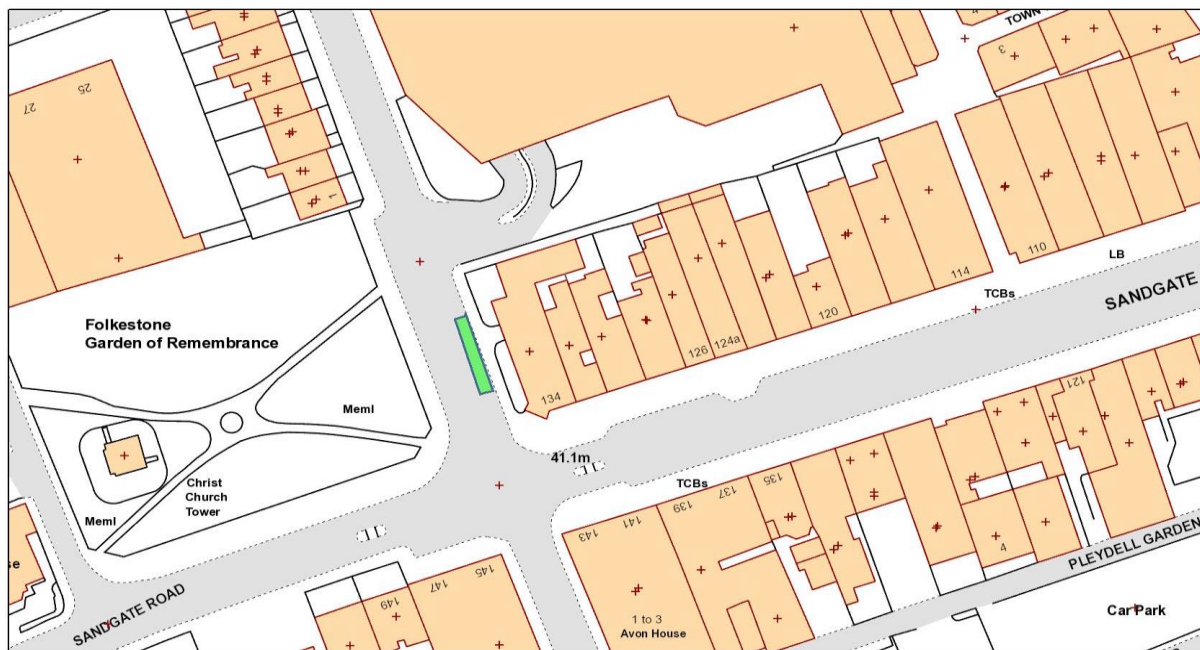 TOWN
3
25
27
1
110
LB
114
TCBs
SANDGATE
120
126
124a
134
Folkestone
Garden of Remembrance
Meml
121
41.1m
Christ
Church
Tower
TCBs
135
137
139
141
143
Meml
4
PLEYDELL GARDEN
se
145
147
149
SANDGATE ROAD
1 to 3
Avon House
Car Park